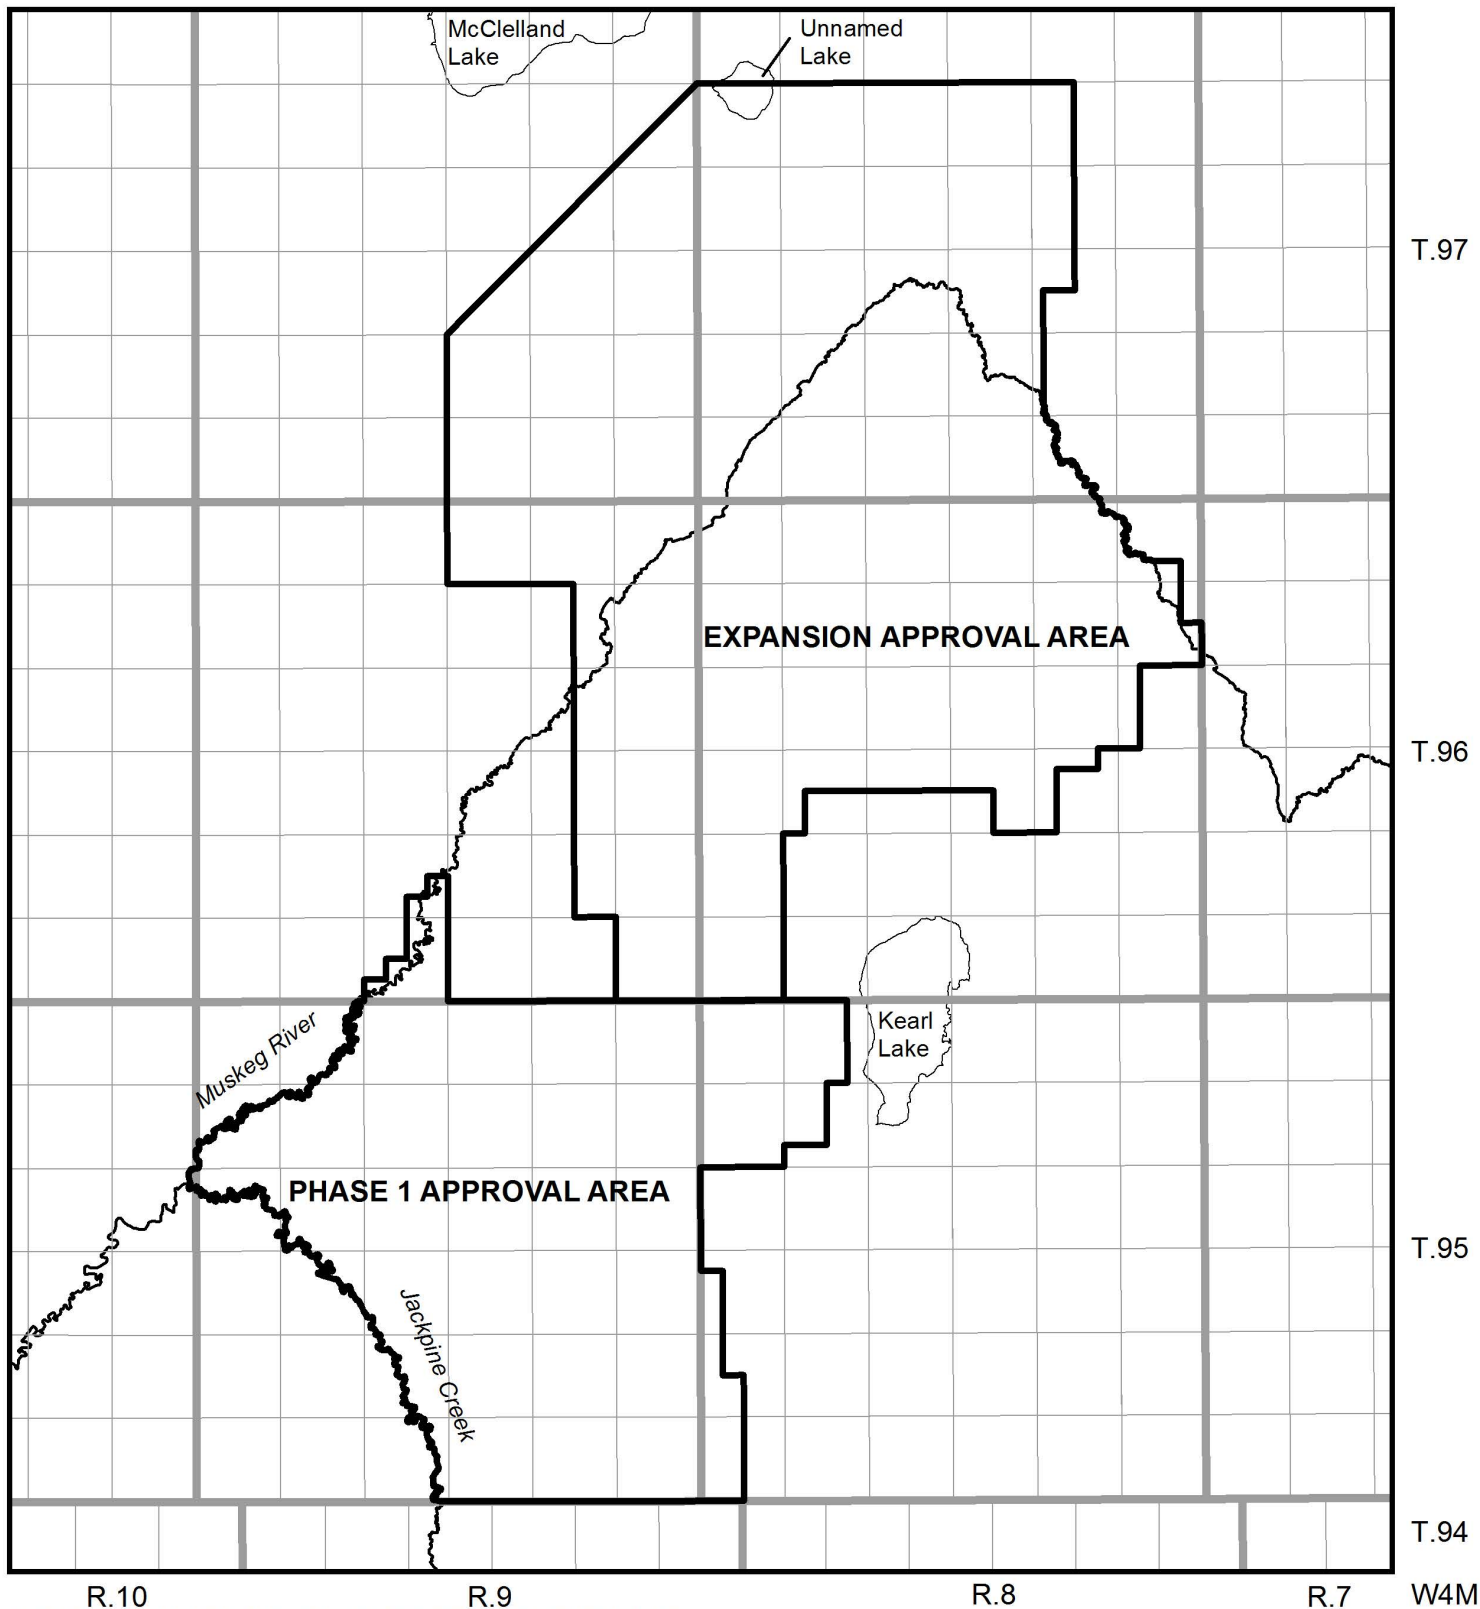 McClelland
Lake
Unnamed
Lake
T.97
EXPANSION APPROVAL AREA
T.96
Kearl
Lake
Muskeg River
PHASE 1 APPROVAL AREA
T.95
Jackpine Creek
T.94
R.10
R.9
R.8
R.7
W4M